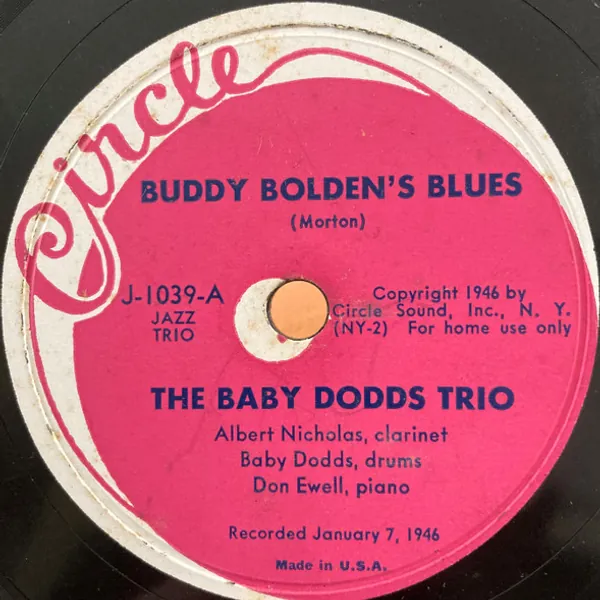 Circle
BUDDY BOLDEN'S BLUES
(Morton)
J-1039-A
JAZZ
TRIO
Copyright 1946 by
Circle Sound, Inc., N. Y.
(NY-2) For home use only
THE BABY DODDS TRIO
Albert Nicholas, clarinet
Baby Dodds, drums
Don Ewell, piano
Recorded January 7, 1946
Made in U.S.A.